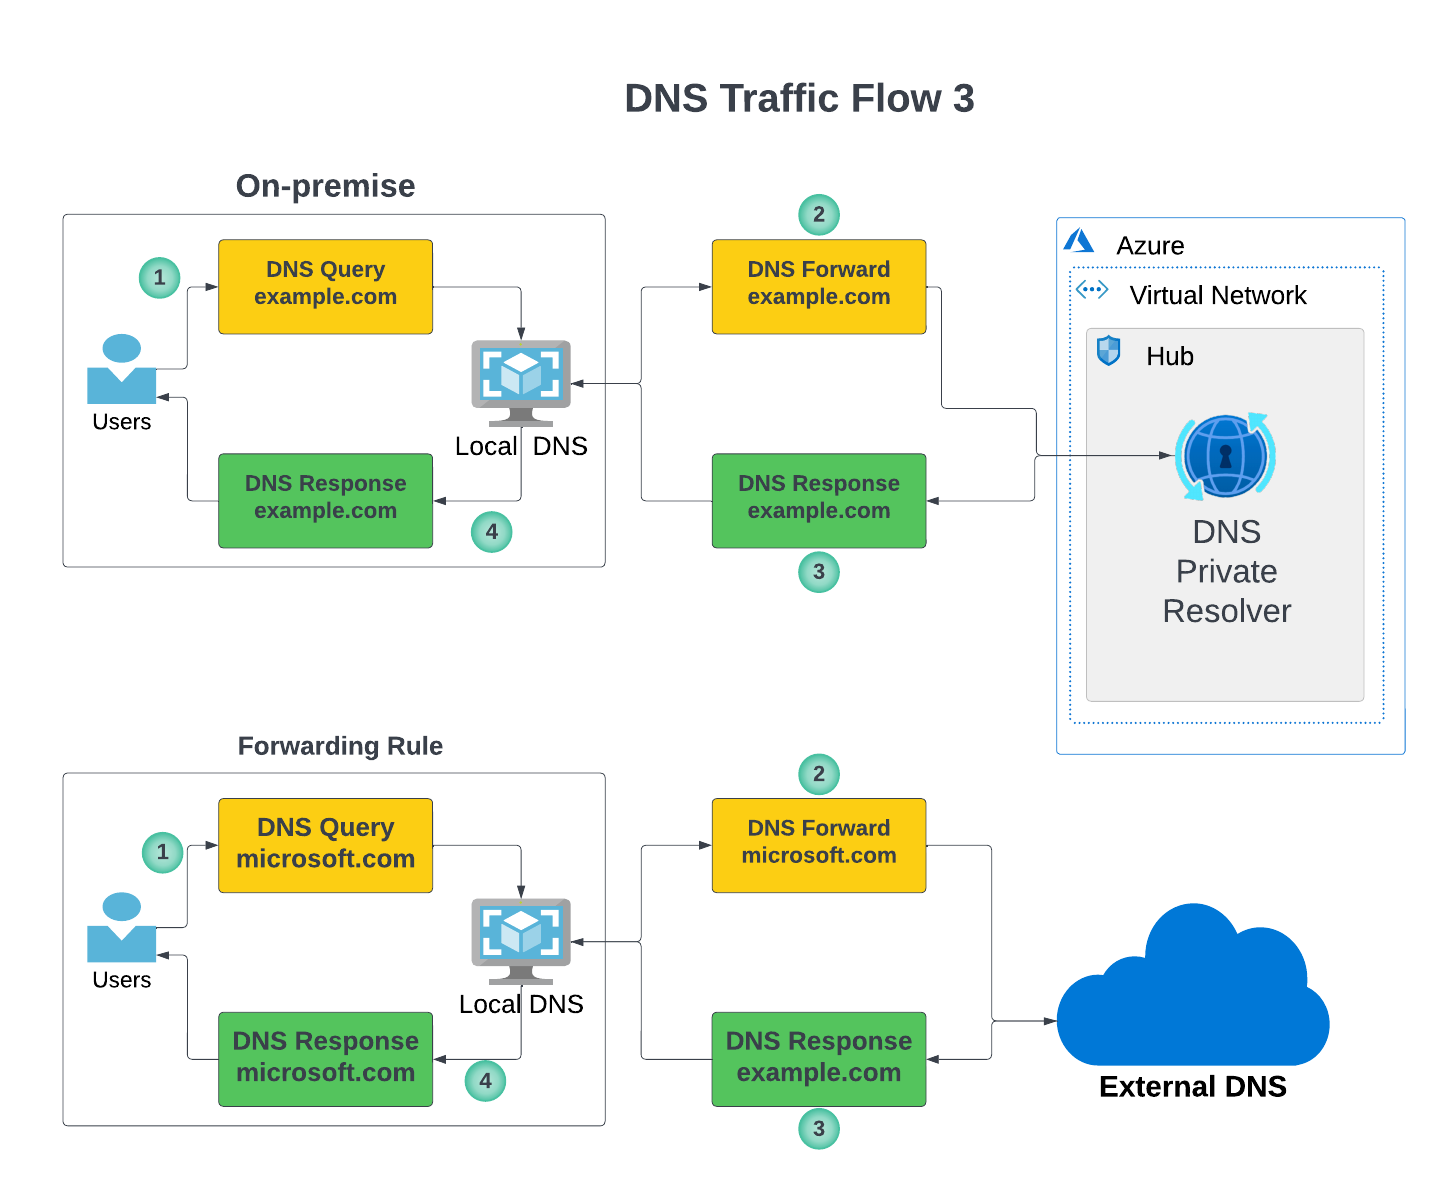 DNS Traffic Flow 3
On-premise
1
DNS Query
example.com
Users
Local DNS
DNS Response
example.com
4
2
DNS Forward
example.com
DNS Response
example.com
3
Azure
Virtual Network
Hub
DNS
Private
Resolver
Forwarding Rule
1
DNS Query
microsoft.com
Users
Local DNS
DNS Response
microsoft.com
4
2
DNS Forward
microsoft.com
DNS Response
example.com
3
External DNS